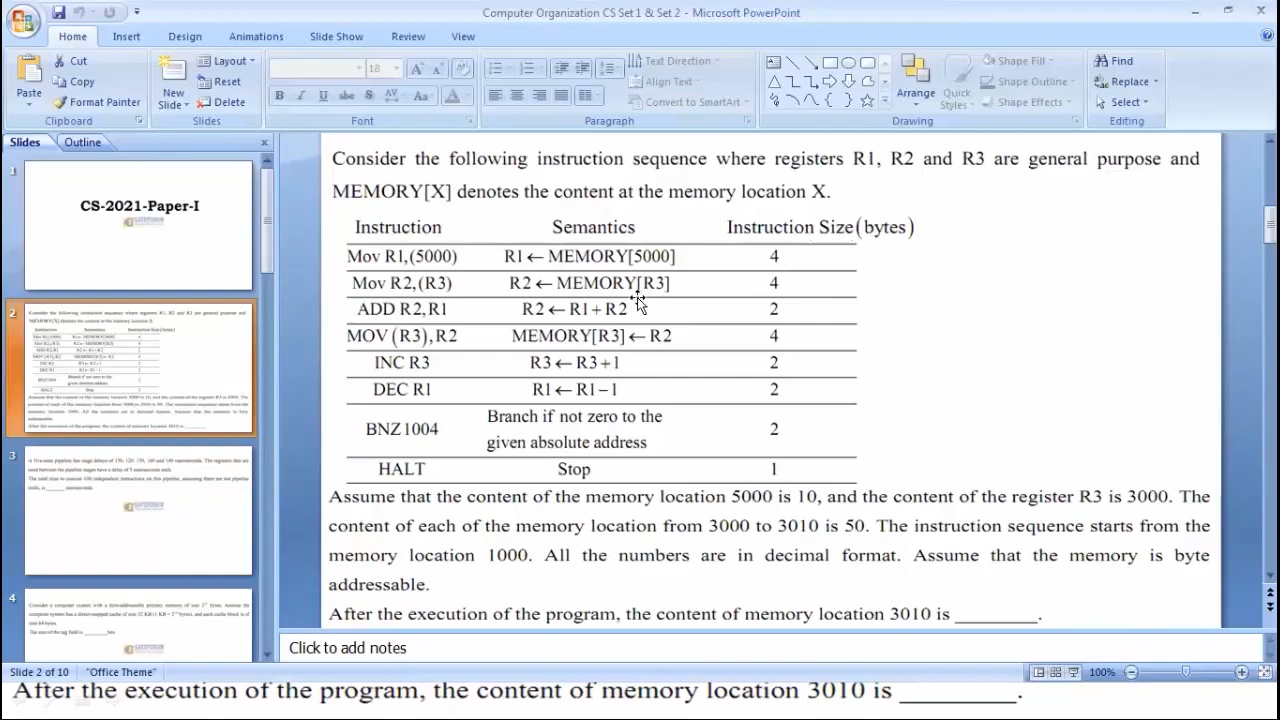 Computer Organization CS Set 1 & Set 2 - Microsoft PowerPoint
Home Insert Design Animations Slide Show Review View
Paste Cut Copy Format Painter
New Slide Layout Reset Delete
18
Text Direction Align Text Convert to SmartArt
Arrange Quick Styles Shape Fill Shape Outline Shape Effects
Find Replace Select
Clipboard Slides Font Paragraph Drawing Editing
Slides Outline
1
CS-2021-Paper-I
2
3
4
Consider the following instruction sequence where registers R1, R2 and R3 are general purpose and
MEMORY[X] denotes the content at the memory location X.
Instruction Semantics Instruction Size(bytes)
Mov R1,(5000) R1 ← MEMORY[5000] 4
Mov R2,(R3) R2 ← MEMORY[R3] 4
ADD R2,R1 R2 ← R1 + R2 2
MOV (R3),R2 MEMORY[R3] ← R2 4
INC R3 R3 ← R3 + 1 2
DEC R1 R1 ← R1 − 1 2
BNZ1004 Branch if not zero to the given absolute address 2
HALT Stop 1
Assume that the content of the memory location 5000 is 10, and the content of the register R3 is 3000. The
content of each of the memory location from 3000 to 3010 is 50. The instruction sequence starts from the
memory location 1000. All the numbers are in decimal format. Assume that the memory is byte
addressable.
After the execution of the program, the content of memory location 3010 is ________.
Click to add notes
Slide 2 of 10 "Office Theme" 100%
After the execution of the program, the content of memory location 3010 is ________.